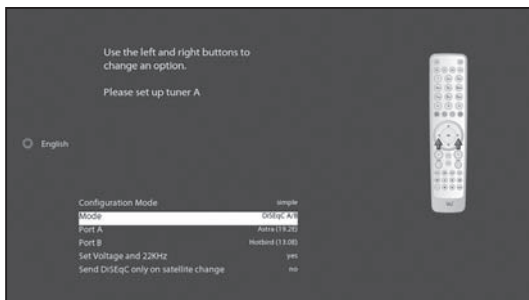 Use the left and right buttons to
change an option.
Please set up tuner A
English
Configuration Mode simple
Mode DiSEqC A/B
Port A Astra (19.2E)
Port B Hotbird (13.0E)
Set Voltage and 22KHz yes
Send DiSEqC only on satellite change no